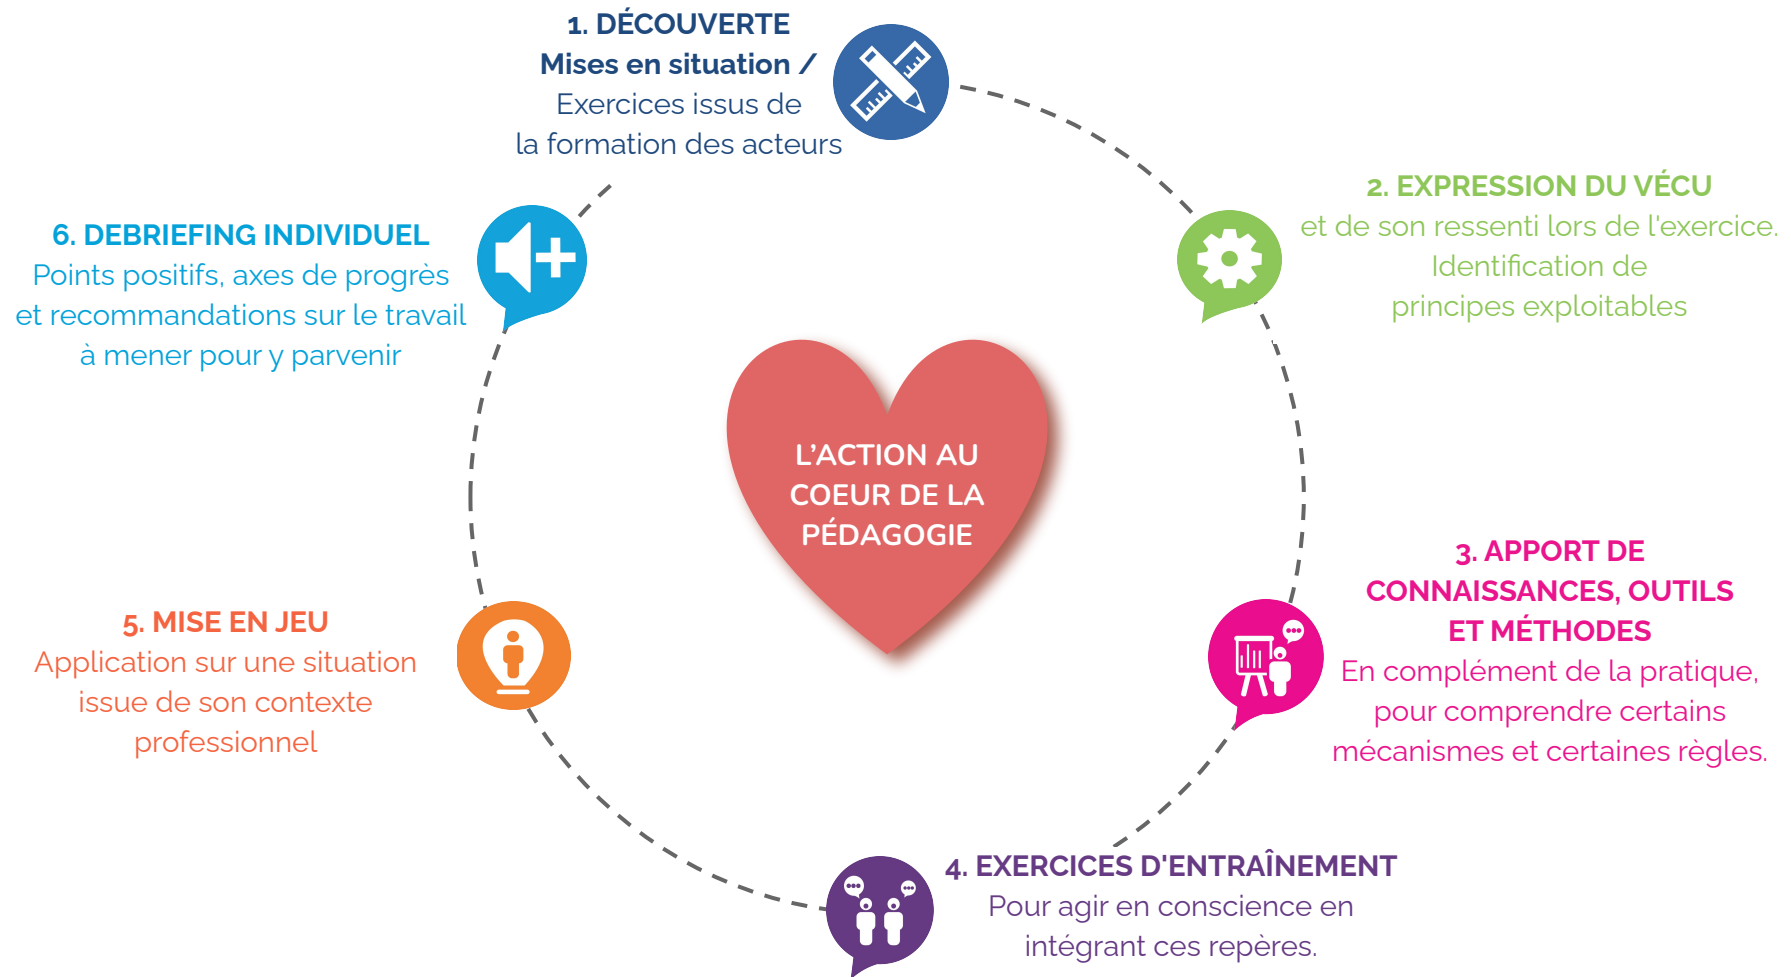 1. DÉCOUVERTE
Mises en situation /
Exercices issus de
la formation des acteurs
2. EXPRESSION DU VÉCU
et de son ressenti lors de l'exercice.
Identification de
principes exploitables
3. APPORT DE
CONNAISSANCES, OUTILS
ET MÉTHODES
En complément de la pratique,
pour comprendre certains
mécanismes et certaines règles.
4. EXERCICES D'ENTRAÎNEMENT
Pour agir en conscience en
intégrant ces repères.
5. MISE EN JEU
Application sur une situation
issue de son contexte
professionnel
6. DEBRIEFING INDIVIDUEL
Points positifs, axes de progrès
et recommandations sur le travail
à mener pour y parvenir
L'ACTION AU
COEUR DE LA
PÉDAGOGIE